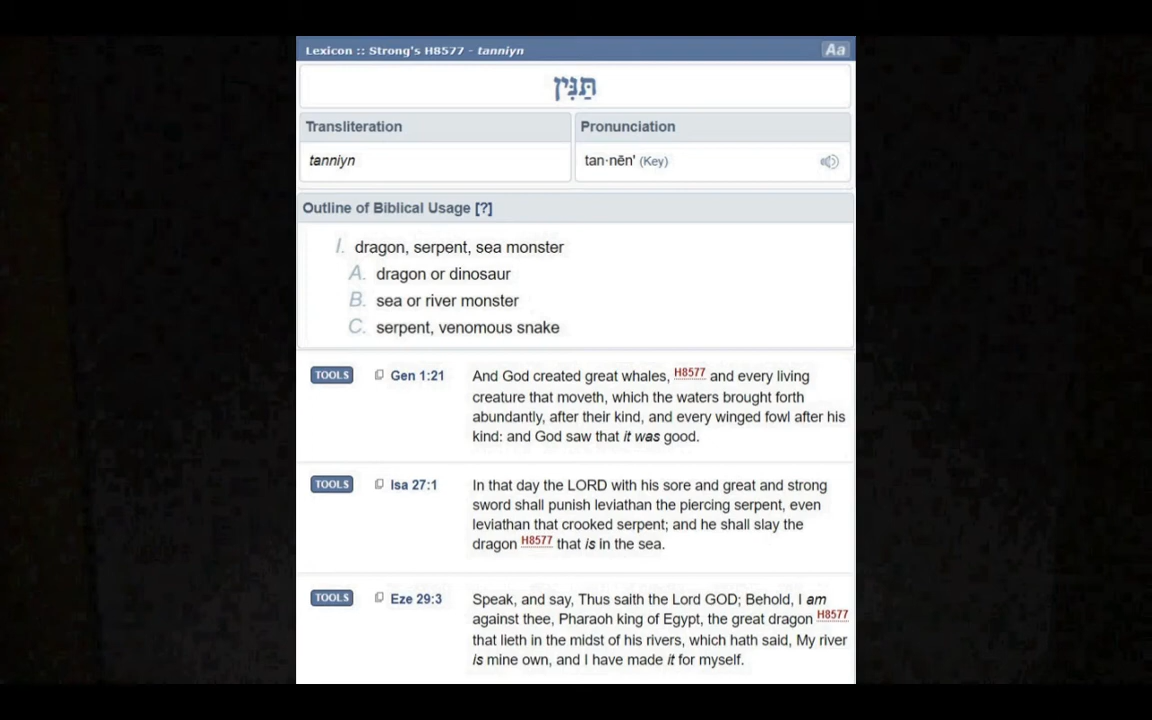 Lexicon :: Strong's H8577 - tanniyn
Aa
תַּנִּין
Transliteration
Pronunciation
tanniyn
tan·nēn' (Key)
Outline of Biblical Usage [?]
I. dragon, serpent, sea monster
A. dragon or dinosaur
B. sea or river monster
C. serpent, venomous snake
TOOLS Gen 1:21 And God created great whales, H8577 and every living
creature that moveth, which the waters brought forth
abundantly, after their kind, and every winged fowl after his
kind: and God saw that it was good.
TOOLS Isa 27:1 In that day the LORD with his sore and great and strong
sword shall punish leviathan the piercing serpent, even
leviathan that crooked serpent; and he shall slay the
dragon H8577 that is in the sea.
TOOLS Eze 29:3 Speak, and say, Thus saith the Lord GOD; Behold, I am
against thee, Pharaoh king of Egypt, the great dragon H8577
that lieth in the midst of his rivers, which hath said, My river
is mine own, and I have made it for myself.